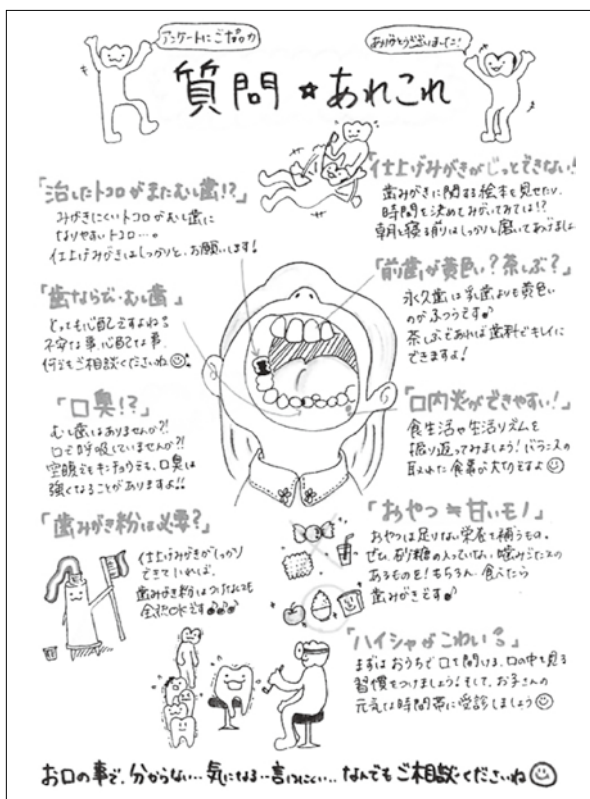 アンケートにご協力
ありがとうございました!
質問☆あれこれ
「治したトコロがまたむし歯!?」
みがきにくいトコロがむし歯に
なりやすいトコロ…。
仕上げみがきはしっかりと、お願いします!
「歯ならび・むし歯」
とっても心配ですよね。
不安な事、心配な事、
何でもご相談くださいね
「口臭!?」
むし歯はありませんか?!
口で呼吸していませんか?!
空腹でもキンチョウでも、口臭は
強くなることがありますよ!!
「歯みがき粉は必要?」
仕上げみがきがしっかり
できていれば、
歯みがき粉はつけなくても
全然OKです♪♪♪
「仕上げみがきがじっとできない!
歯みがきに関する絵本を見せたり、
時間を決めてみがいてみては!?
朝と寝る前はしっかりと磨いてあげましょ
「前歯が黄色い?茶しぶ?」
永久歯は乳歯よりも黄色い
のがふつうです♪
茶しぶであれば歯科でキレイに
できますよ!
「口内炎ができやすい!」
食生活や生活リズムを
振り返ってみましょう!バランスの
取れた食事が大切ですよ
「おやつ≒甘いモノ」
おやつは足りない栄養を補うもの。
ぜひ、砂糖の入っていない、噛みごたえの
あるものを!もちろん、食べたら
歯みがきです♪
「ハイシャがこわい。」
まずはおうちで口を開ける、口の中を見る
習慣をつけましょう!そして、お子さんの
元気な時間帯に受診しましょう
お口の事で、分からない…気になる…言いにくい…なんでもご相談くださいね